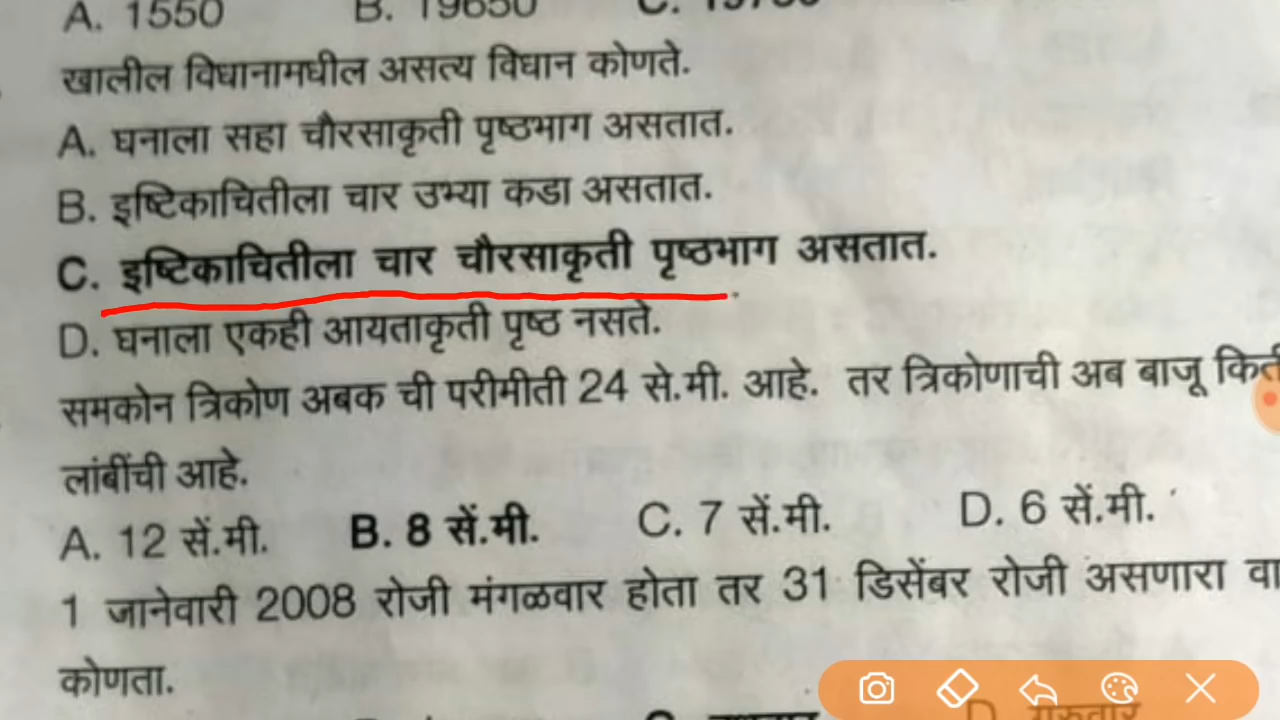 A. 1550 B. 19650 C.
खालील विधानामधील असत्य विधान कोणते.
A. घनाला सहा चौरसाकृती पृष्ठभाग असतात.
B. इष्टिकाचितीला चार उभ्या कडा असतात.
C. इष्टिकाचितीला चार चौरसाकृती पृष्ठभाग असतात.
D. घनाला एकही आयताकृती पृष्ठ नसते.
समकोन त्रिकोण अबक ची परीमीती 24 से.मी. आहे. तर त्रिकोणाची अब बाजू
लांबींची आहे.
A. 12 सें.मी. B. 8 सें.मी. C. 7 सें.मी. D. 6 सें.मी.
1 जानेवारी 2008 रोजी मंगळवार होता तर 31 डिसेंबर रोजी असणारा
कोणता.
D. गुरुवार